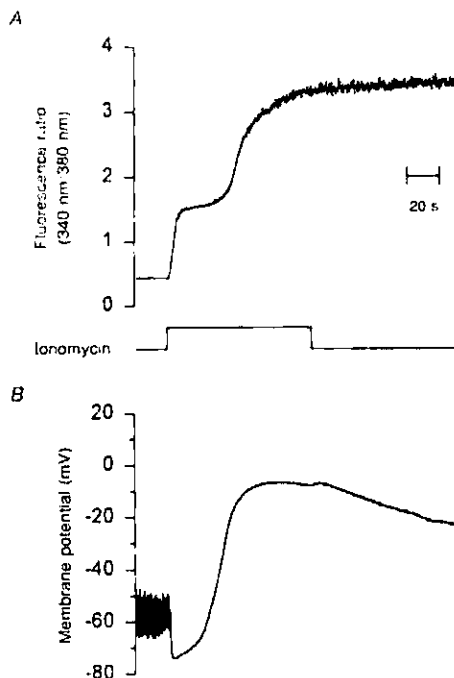 A
4
3
2
1
0
Fluorescence ratio
(340 nm:380 nm)
20 s
Ionomycin
B
20
0
-20
-40
-60
-80
Membrane potential (mV)